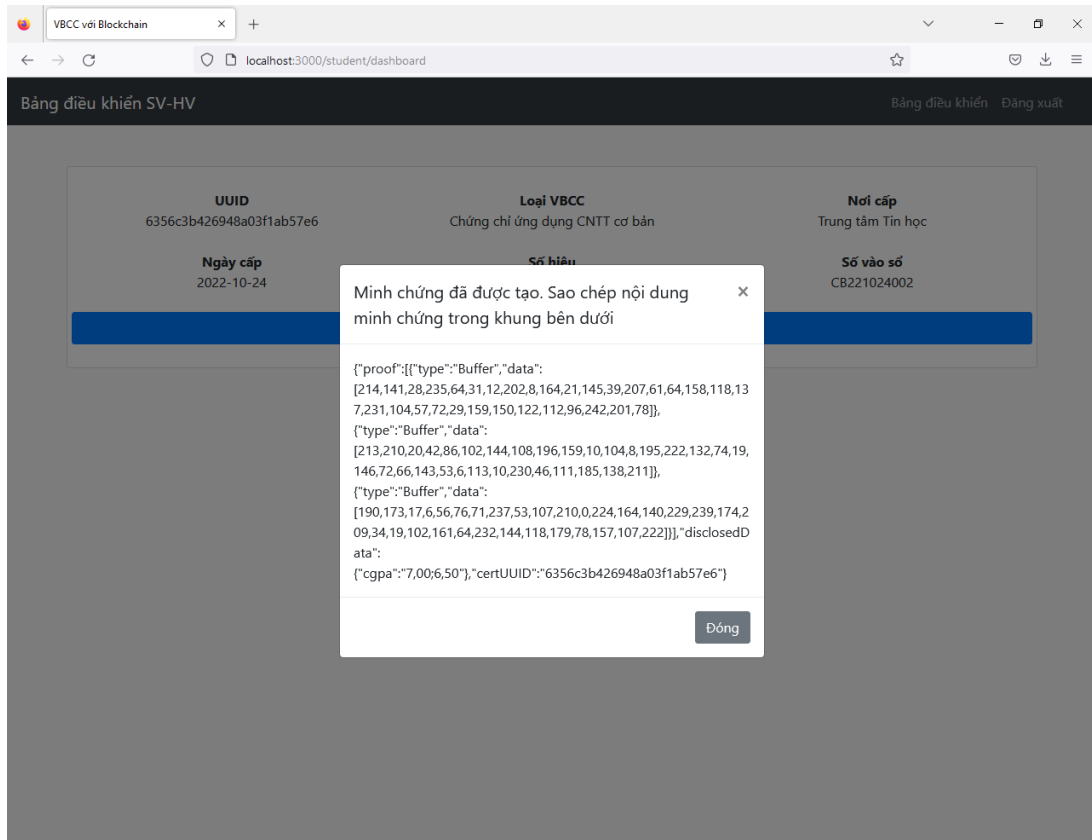 VBCC với Blockchain
localhost:3000/student/dashboard
Bảng điều khiển SV-HV
Bảng điều khiển Đăng xuất
UUID Loại VBCC Nơi cấp
6356c3b426948a03f1ab57e6 Chứng chỉ ứng dụng CNTT cơ bản Trung tâm Tin học
Ngày cấp Số hiệu Số vào sổ
2022-10-24 CB221024002
Minh chứng đã được tạo. Sao chép nội dung
minh chứng trong khung bên dưới
×
{"proof":[{"type":"Buffer","data":
[214,141,28,235,64,31,12,202,8,164,21,145,39,207,61,64,158,118,13
7,231,104,57,72,29,159,150,122,112,96,242,201,78]},
{"type":"Buffer","data":
[213,210,20,42,86,102,144,108,196,159,10,104,8,195,222,132,74,19,
146,72,66,143,53,6,113,10,230,46,111,185,138,211]},
{"type":"Buffer","data":
[190,173,17,6,56,76,71,237,53,107,210,0,224,164,140,229,239,174,2
09,34,19,102,161,64,232,144,118,179,78,157,107,222]}],"disclosedD
ata":
{"cgpa":"7,00;6,50"},"certUUID":"6356c3b426948a03f1ab57e6"}
Đóng